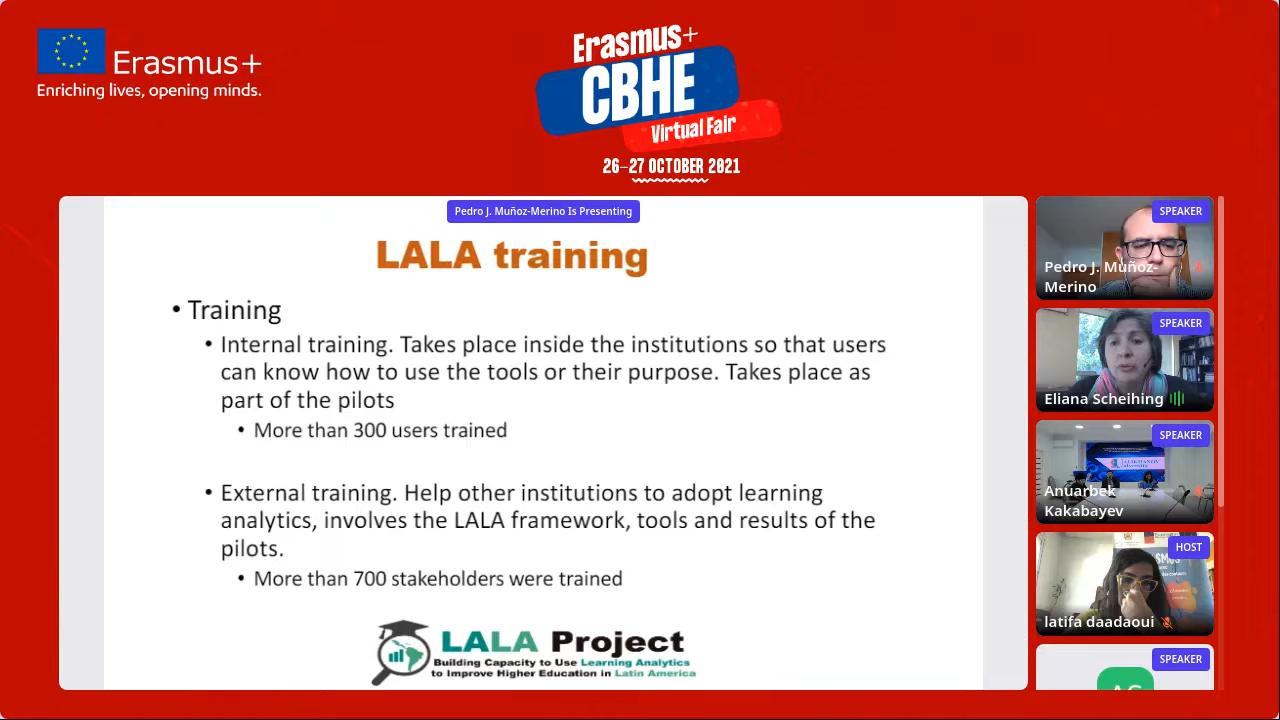 Erasmus+
Enriching lives, opening minds.
Erasmus+
CBHE
Virtual Fair
26–27 OCTOBER 2021
Pedro J. Muñoz-Merino Is Presenting
LALA training
• Training
• Internal training. Takes place inside the institutions so that users
can know how to use the tools or their purpose. Takes place as
part of the pilots
• More than 300 users trained
• External training. Help other institutions to adopt learning
analytics, involves the LALA framework, tools and results of the
pilots.
• More than 700 stakeholders were trained
LALA Project
Building Capacity to Use Learning Analytics
to Improve Higher Education in Latin America
SPEAKER
Pedro J. Muñoz-
Merino
SPEAKER
Eliana Scheihing
SPEAKER
Anuarbek
Kakabayev
HOST
latifa daadaoui
SPEAKER